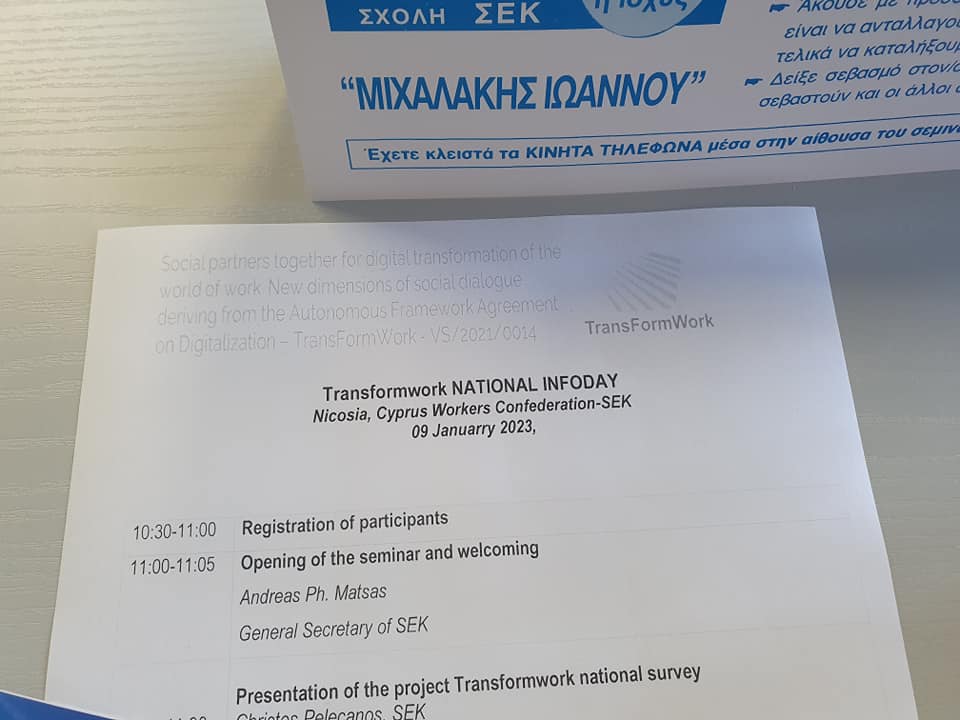 ΣΧΟΛΗ ΣΕΚ
η ισχύς
“ΜΙΧΑΛΑΚΗΣ ΙΩΑΝΝΟΥ”
είναι να
τελικά να καταλήξουμ
Δείξε σεβασμό στον/σ
σεβαστούν και οι άλλοι
Έχετε κλειστά τα ΚΙΝΗΤΑ ΤΗΛΕΦΩΝΑ μέσα στην αίθουσα του σεμινα
Social partners together for digital transformation of the
world of work. New dimensions of social dialogue
deriving from the Autonomous Framework Agreement
on Digitalization – TransFormWork - VS/2021/0014
TransFormWork
Transformwork NATIONAL INFODAY
Nicosia, Cyprus Workers Confederation-SEK
09 Januarry 2023,
10:30-11:00 Registration of participants
11:00-11:05 Opening of the seminar and welcoming
Andreas Ph. Matsas
General Secretary of SEK
Presentation of the project Transformwork national survey
Christos Pelecanos, SEK